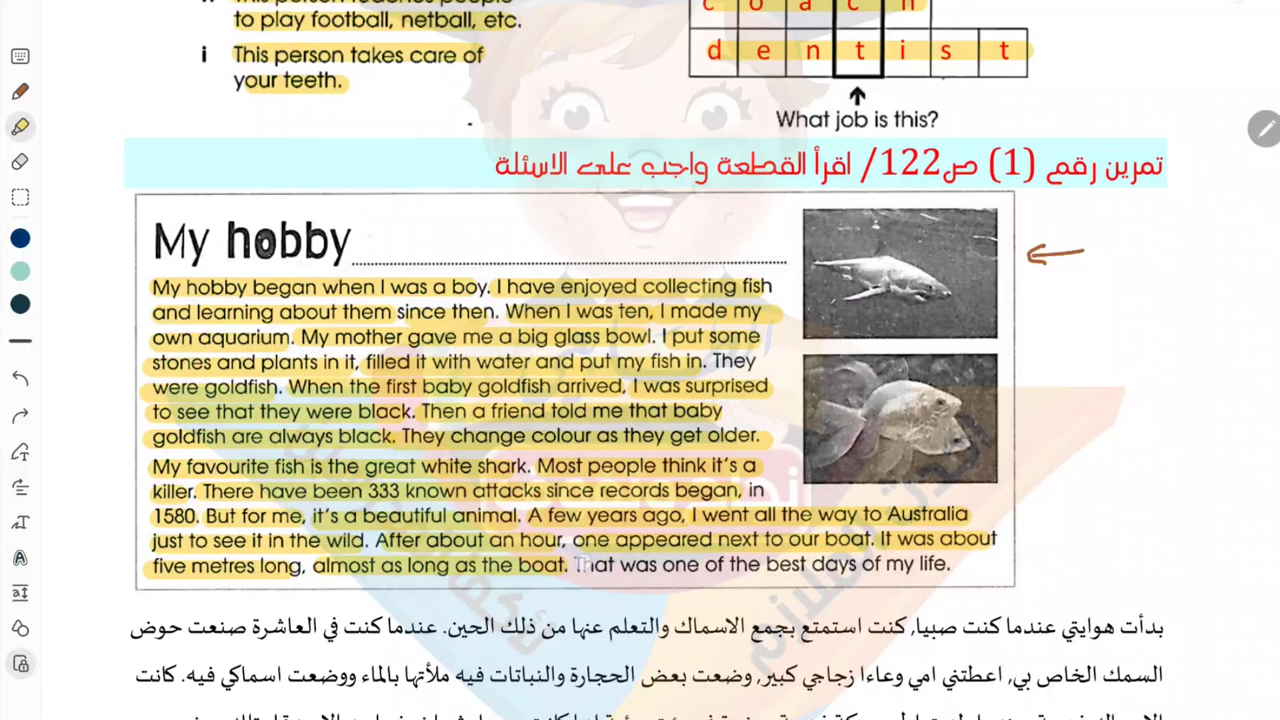 to play football, netball, etc.
i This person takes care of
your teeth.
c o a c h
d e n t i s t
What job is this?
تمرين رقم (1) ص122/ اقرأ القطعة واجب على الاسئلة
My hobby
My hobby began when I was a boy. I have enjoyed collecting fish
and learning about them since then. When I was ten, I made my
own aquarium. My mother gave me a big glass bowl. I put some
stones and plants in it, filled it with water and put my fish in. They
were goldfish. When the first baby goldfish arrived, I was surprised
to see that they were black. Then a friend told me that baby
goldfish are always black. They change colour as they get older.
My favourite fish is the great white shark. Most people think it's a
killer. There have been 333 known attacks since records began, in
1580. But for me, it's a beautiful animal. A few years ago, I went all the way to Australia
just to see it in the wild. After about an hour, one appeared next to our boat. It was about
five metres long, almost as long as the boat. That was one of the best days of my life.
بدأت هوايتي عندما كنت صبيا, كنت استمتع بجمع الاسماك والتعلم عنها من ذلك الحين. عندما كنت في العاشرة صنعت حوض
السمك الخاص بي, اعطتني امي وعاءا زجاجي كبير, وضعت بعض الحجارة والنباتات فيه ملأتها بالماء ووضعت اسماكي فيه. كانت